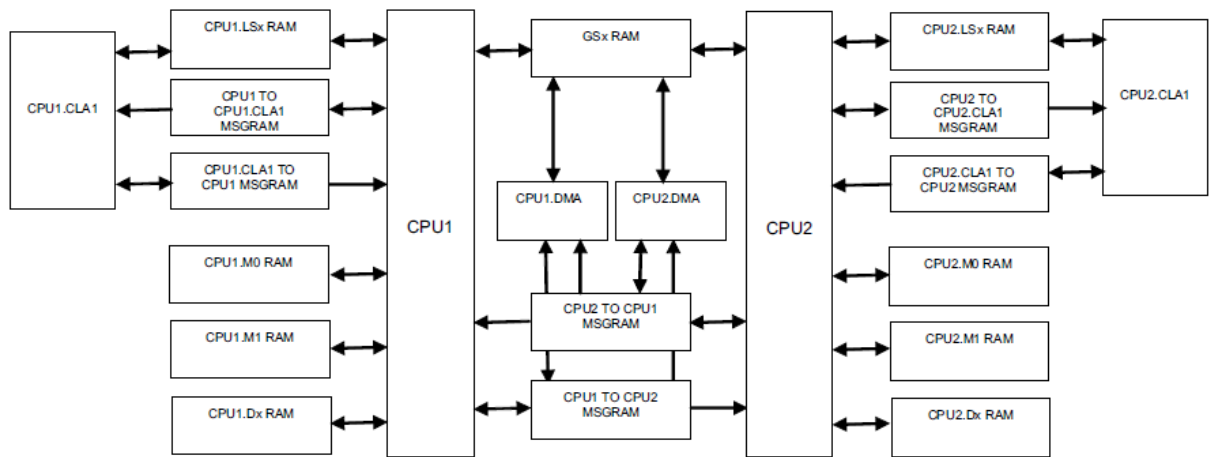 CPU1.CLA1
CPU1.LSx RAM
CPU1 TO
CPU1.CLA1
MSGRAM
CPU1.CLA1 TO
CPU1 MSGRAM
CPU1.M0 RAM
CPU1.M1 RAM
CPU1.Dx RAM
CPU1
GSx RAM
CPU1.DMA
CPU2.DMA
CPU2 TO CPU1
MSGRAM
CPU1 TO CPU2
MSGRAM
CPU2
CPU2.LSx RAM
CPU2 TO
CPU2.CLA1
MSGRAM
CPU2.CLA1 TO
CPU2 MSGRAM
CPU2.M0 RAM
CPU2.M1 RAM
CPU2.Dx RAM
CPU2.CLA1